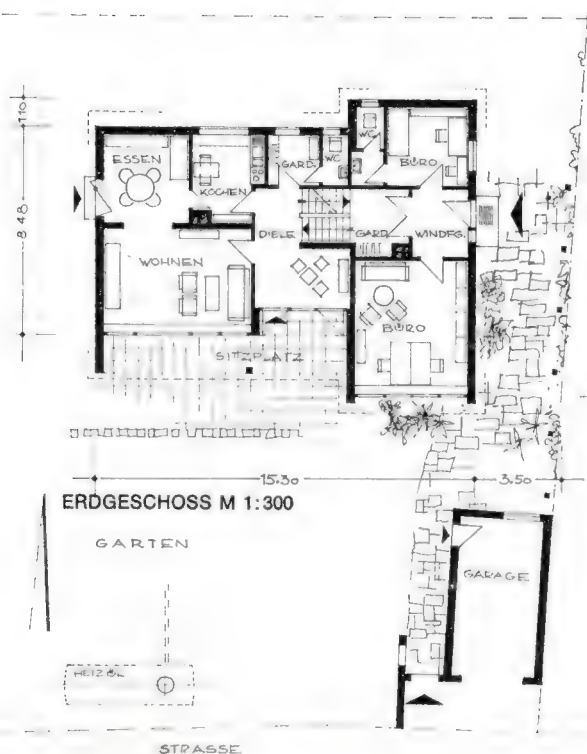 1.10
8.48
WC
ESSEN
KOCHEN
GARD.
WC
BÜRO
DIELE
GARD.
WINDFG.
WOHNEN
BÜRO
SITZPLATZ
15.30
3.50
ERDGESCHOSS M 1:300
GARTEN
GARAGE
HEIZÖL
STRASSE